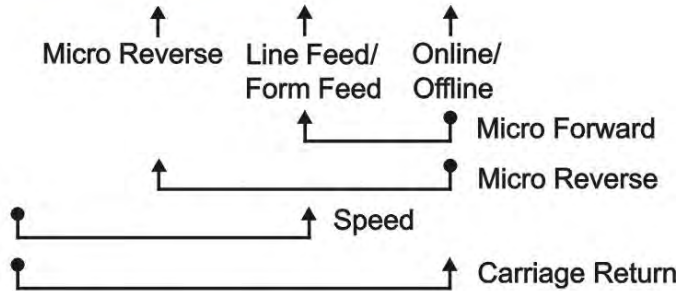 Micro Reverse Line Feed/ Online/
Form Feed Offline
Micro Forward
Micro Reverse
Speed
Carriage Return